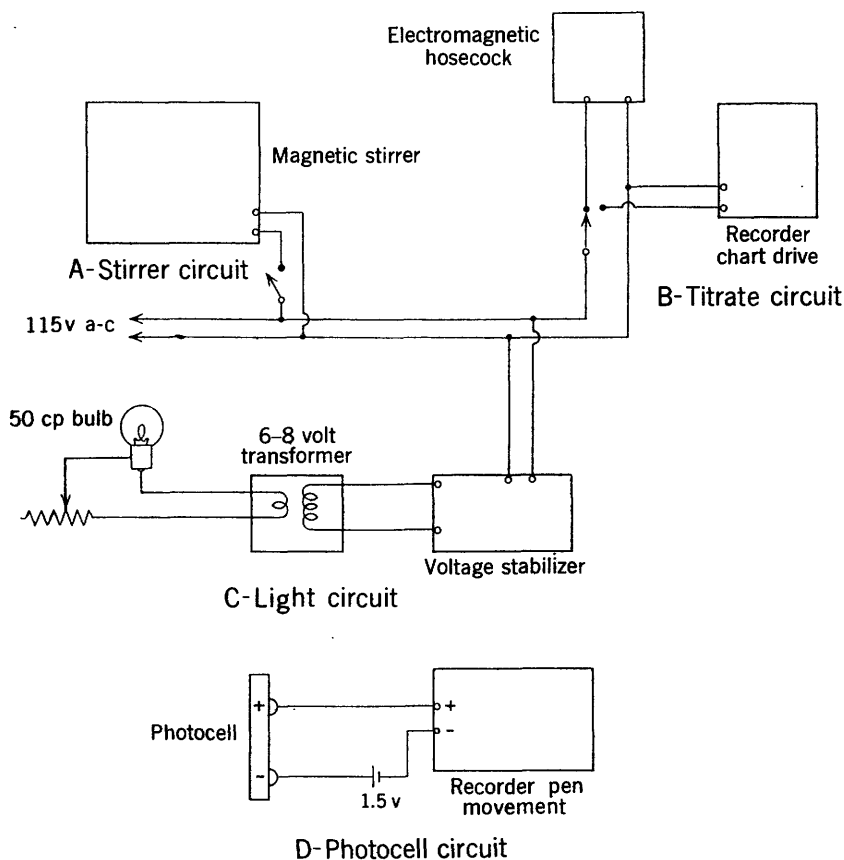 Electromagnetic
hosecock
Magnetic stirrer
Recorder
chart drive
A-Stirrer circuit
B-Titrate circuit
115v a-c
50 cp bulb
6-8 volt
transformer
Voltage stabilizer
C-Light circuit
+
+
-
Photocell
-
1.5 v
Recorder pen
movement
D-Photocell circuit